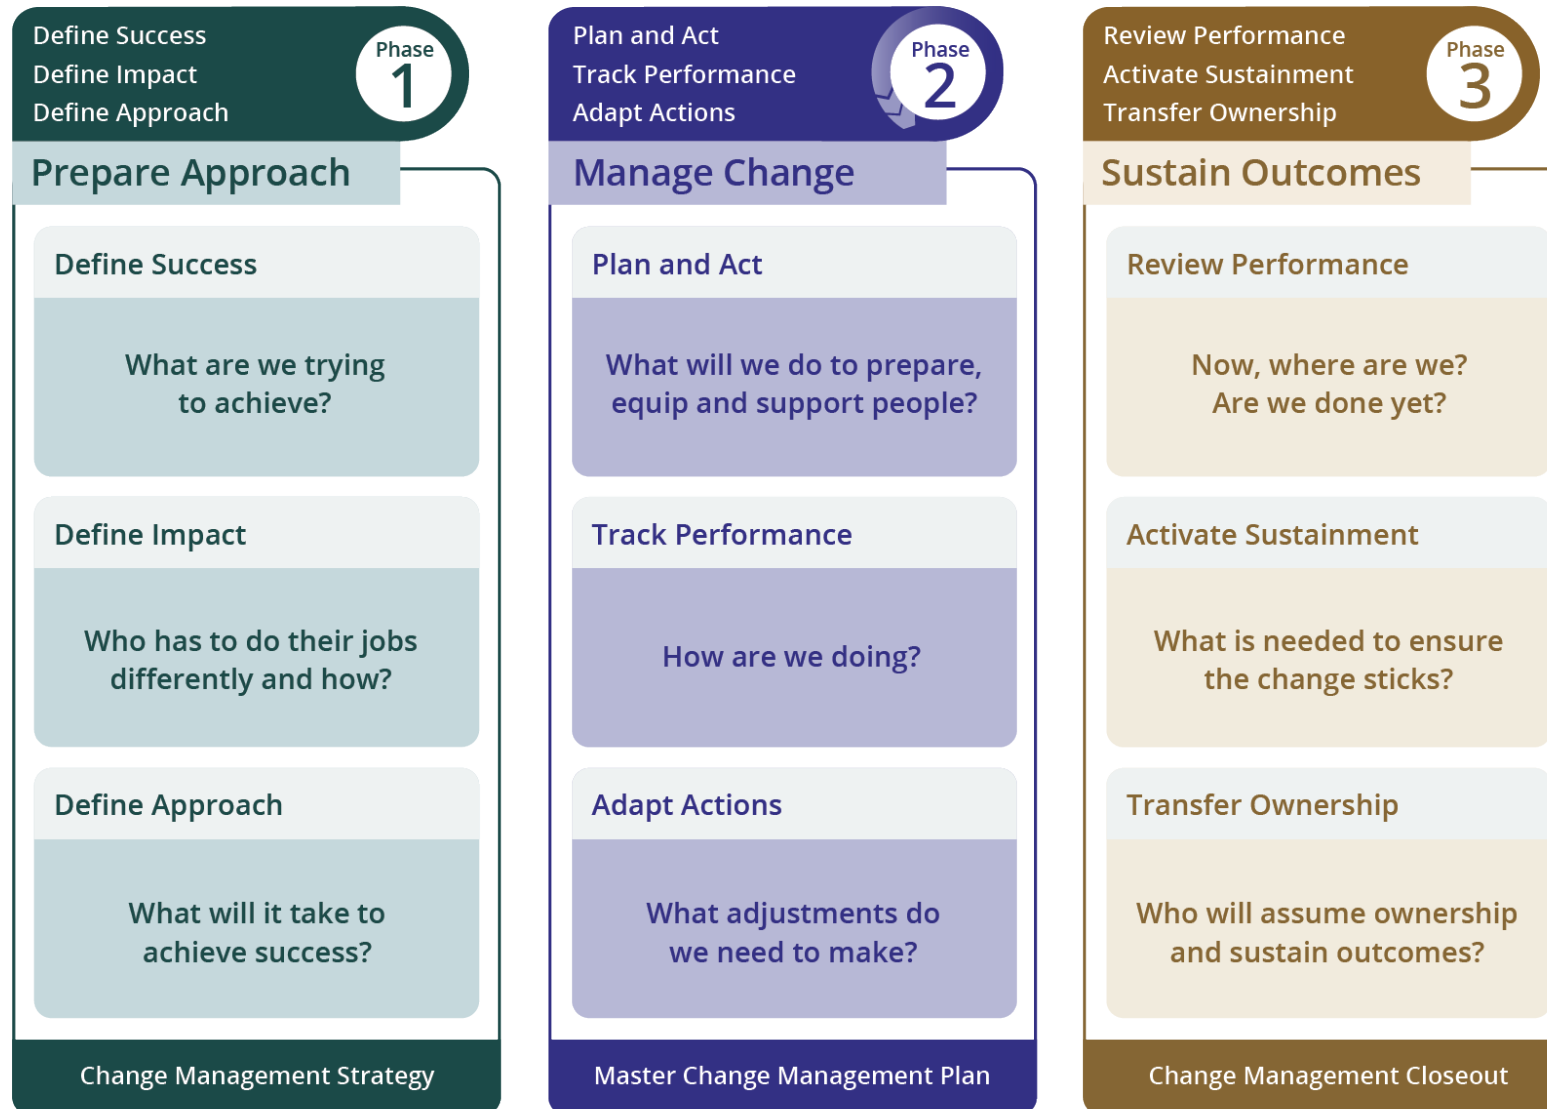 Define Success
Define Impact
Define Approach
Phase
1
Prepare Approach
Define Success
What are we trying
to achieve?
Define Impact
Who has to do their jobs
differently and how?
Define Approach
What will it take to
achieve success?
Change Management Strategy
Plan and Act
Track Performance
Adapt Actions
Phase
2
Manage Change
Plan and Act
What will we do to prepare,
equip and support people?
Track Performance
How are we doing?
Adapt Actions
What adjustments do
we need to make?
Master Change Management Plan
Review Performance
Activate Sustainment
Transfer Ownership
Phase
3
Sustain Outcomes
Review Performance
Now, where are we?
Are we done yet?
Activate Sustainment
What is needed to ensure
the change sticks?
Transfer Ownership
Who will assume ownership
and sustain outcomes?
Change Management Closeout